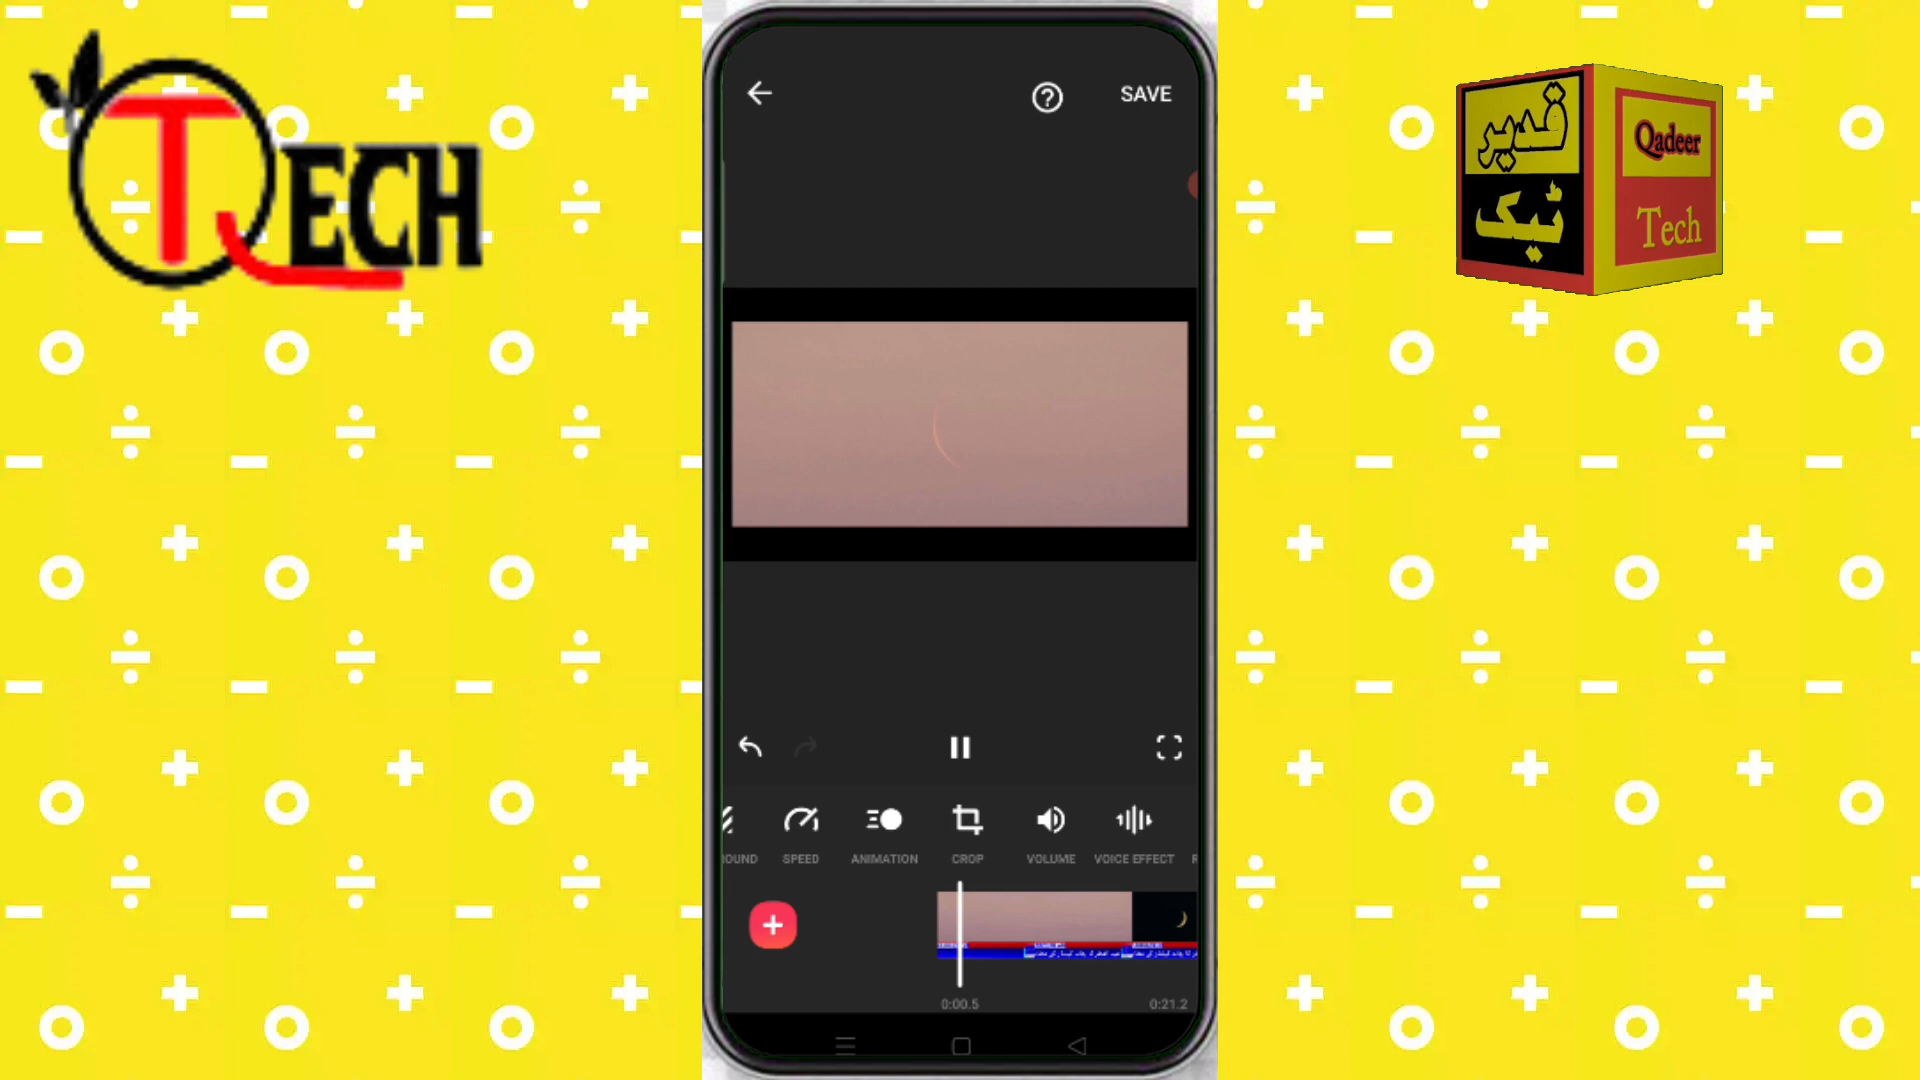 TECH
SAVE
قدیر
ٹیک
Qadeer
Tech
OUND
SPEED
ANIMATION
CROP
VOLUME
VOICE EFFECT
0:00.5
0:21.2